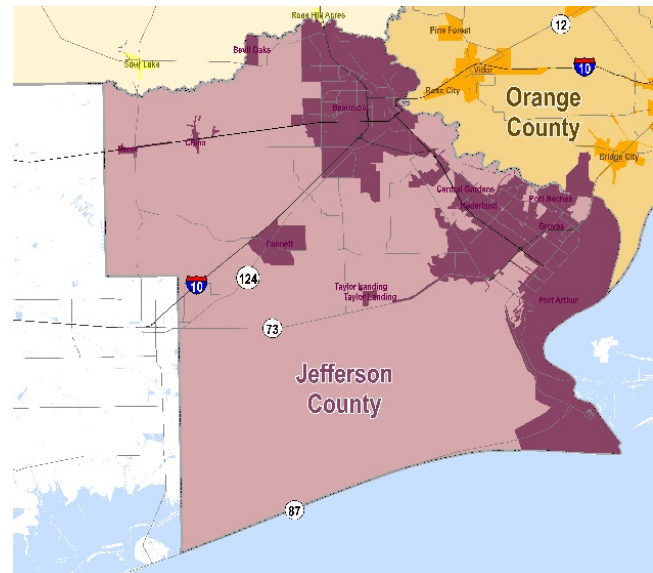 Rose Hill Acres
12
Pine Forest
Bevil Oaks
Sour Lake
Vidor
10
Rose City
Orange
County
Beaumont
China
Nome
Bridge City
Central Gardens
Nederland
Port Neches
Groves
Fannett
124
10
Taylor Landing
Taylor Landing
Port Arthur
73
Jefferson
County
87